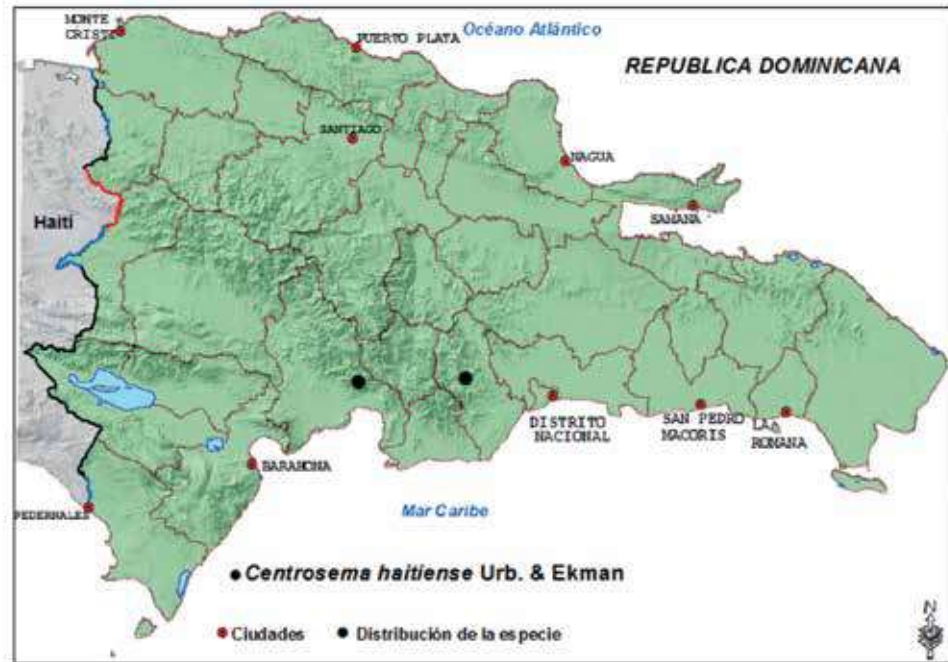 MONTE
CRISTI
PUERTO PLATA
Océano Atlántico
REPUBLICA DOMINICANA
SANTIAGO
NAGUA
SAMANA
Haití
DISTRITO
NACIONAL
SAN PEDRO
MACORIS
LA
ROMANA
BARAHONA
PEDERNALES
Mar Caribe
Centrosema haitiense Urb. & Ekman
Ciudades
Distribución de la especie
N